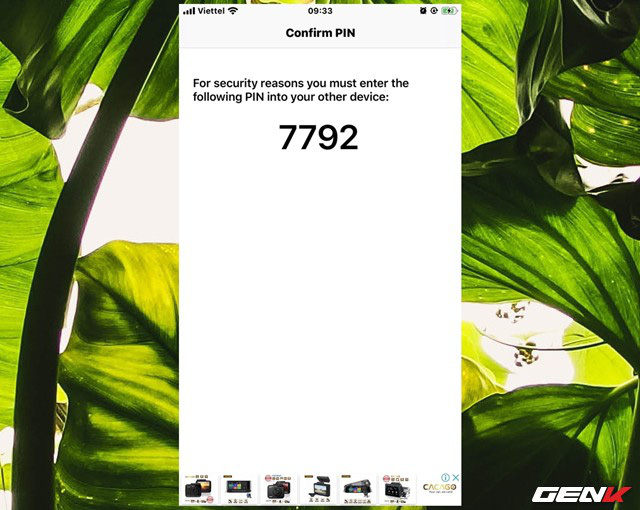 Viettel 09:33
Confirm PIN
For security reasons you must enter the
following PIN into your other device:
7792
CACAGO
GENK